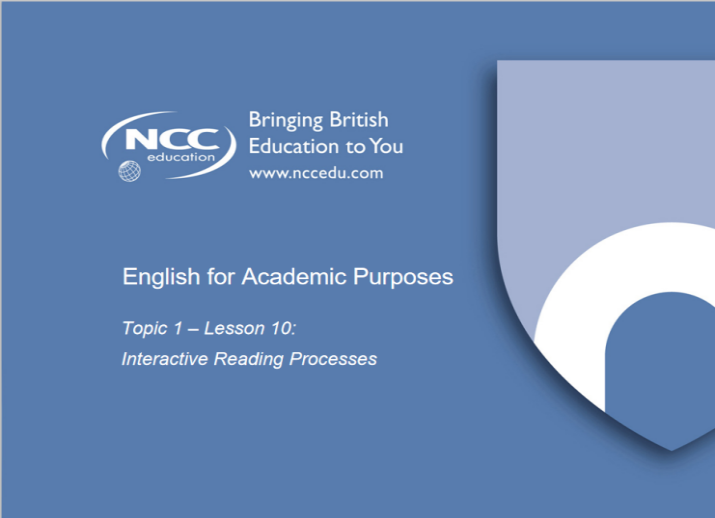 NCC
education
Bringing British
Education to You
www.nccedu.com
English for Academic Purposes
Topic 1 – Lesson 10:
Interactive Reading Processes